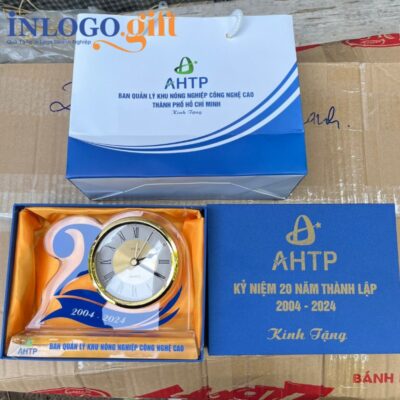 INLOGO.gift
AHTP
BAN QUẢN LÝ KHU NÔNG NGHIỆP CÔNG NGHỆ CAO
THÀNH PHỐ HỒ CHÍ MINH
Kính Tặng
2004 - 2024
AHTP
BAN QUẢN LÝ KHU NÔNG NGHIỆP CÔNG NGHỆ CAO
AHTP
KỶ NIỆM 20 NĂM THÀNH LẬP
2004 - 2024
Kính Tặng
BÁNH